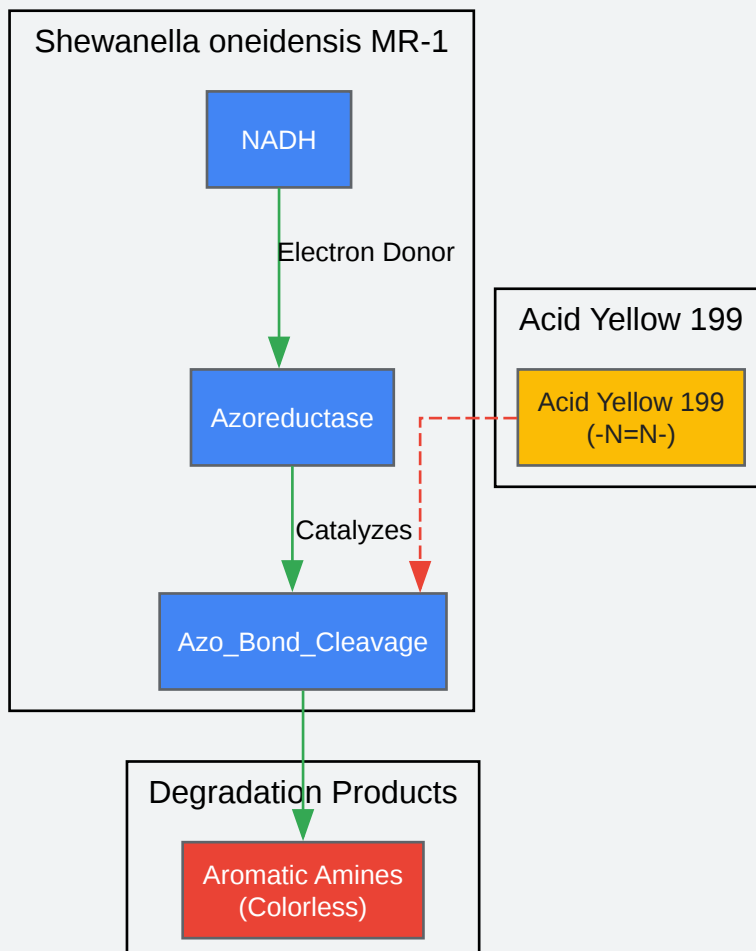 Shewanella oneidensis MR-1
NADH
Electron Donor
Acid Yellow 199
Azoreductase
Acid Yellow 199
(-N=N-)
Catalyzes
Azo_Bond_Cleavage
Degradation Products
Aromatic Amines
(Colorless)